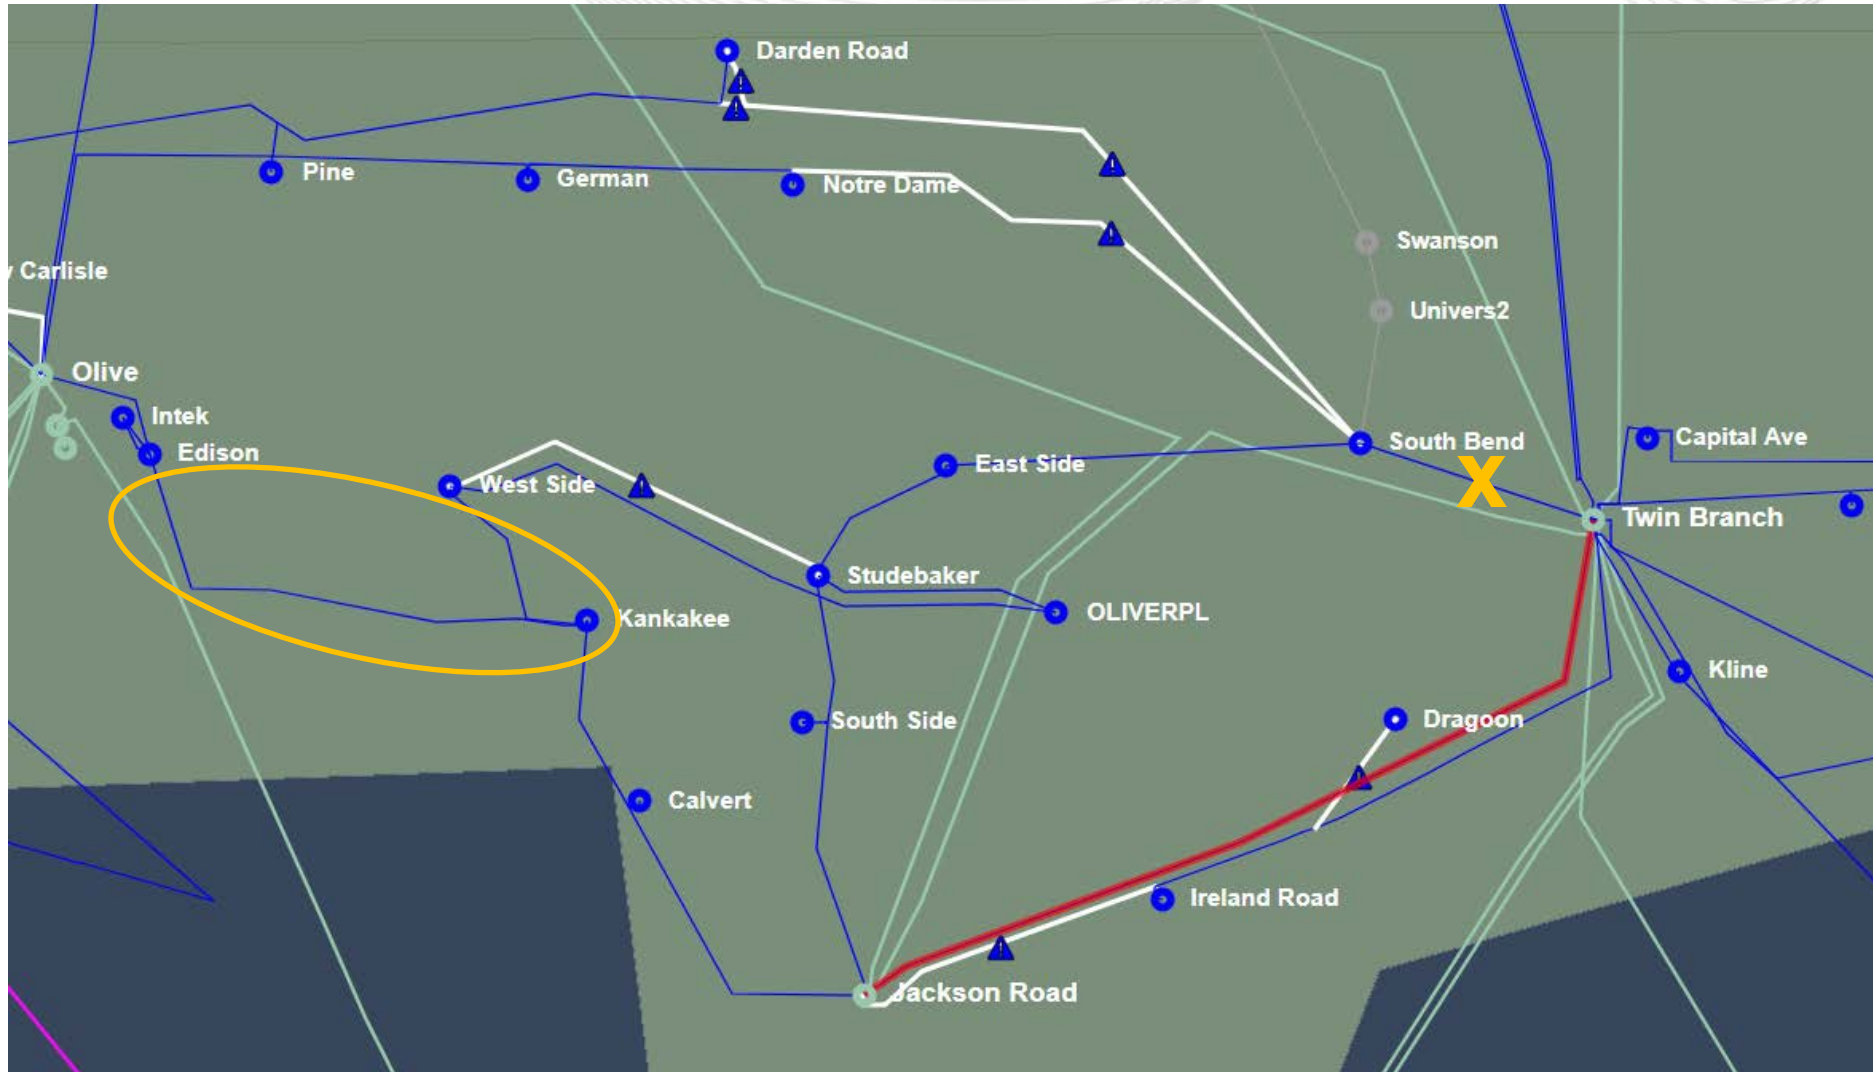 Darden Road
Pine
German
Notre Dame
Swanson
Carlisle
Univers2
Olive
Intek
Edison
West Side
East Side
South Bend
X
Capital Ave
Twin Branch
Studebaker
OLIVERPL
Kankakee
Kline
South Side
Dragoon
Calvert
Ireland Road
Jackson Road